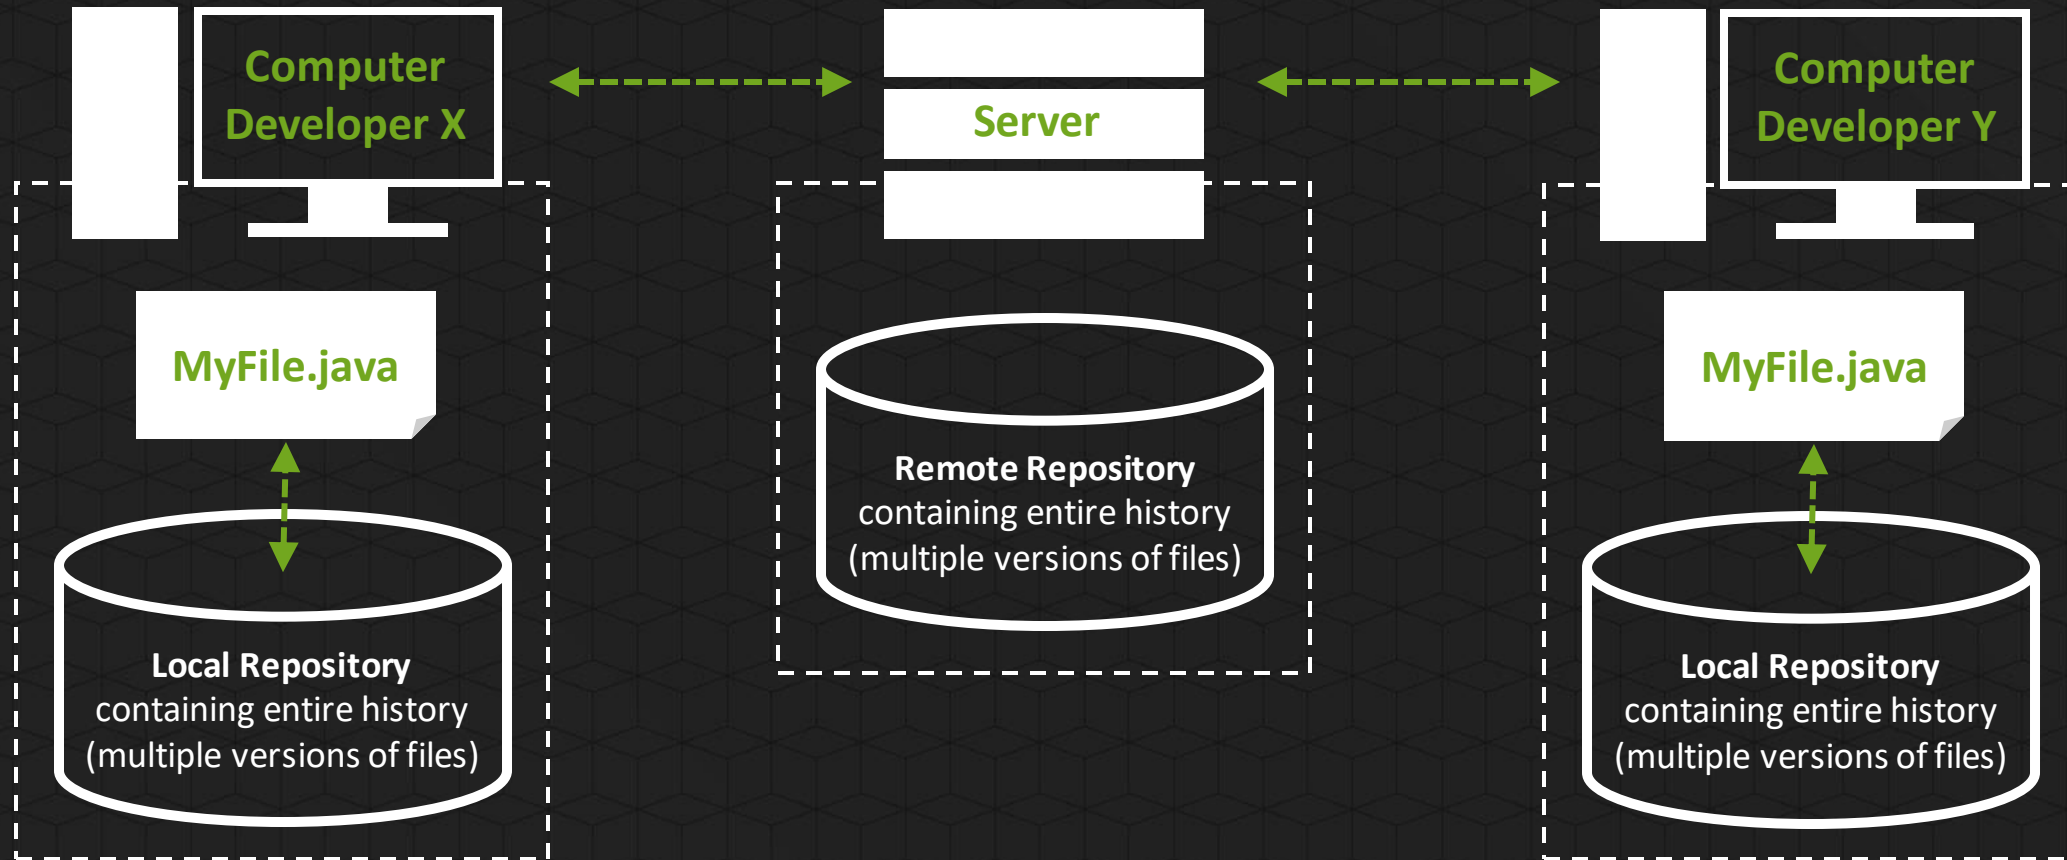 Computer
Developer X
Server
Computer
Developer Y
MyFile.java
MyFile.java
Remote Repository
containing entire history
(multiple versions of files)
Local Repository
containing entire history
(multiple versions of files)
Local Repository
containing entire history
(multiple versions of files)